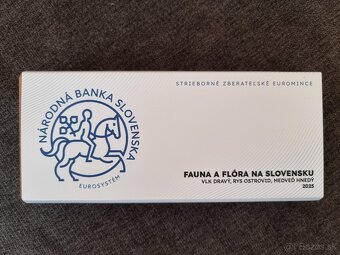 NÁRODNÁ BANKA SLOVENSKA
EUROSYSTÉM
STRIEBORNÉ ZBERATEĽSKÉ EUROMINCE
FAUNA A FLÓRA NA SLOVENSKU
VLK DRAVÝ, RYS OSTROVID, MEDVEĎ HNEDÝ
2025